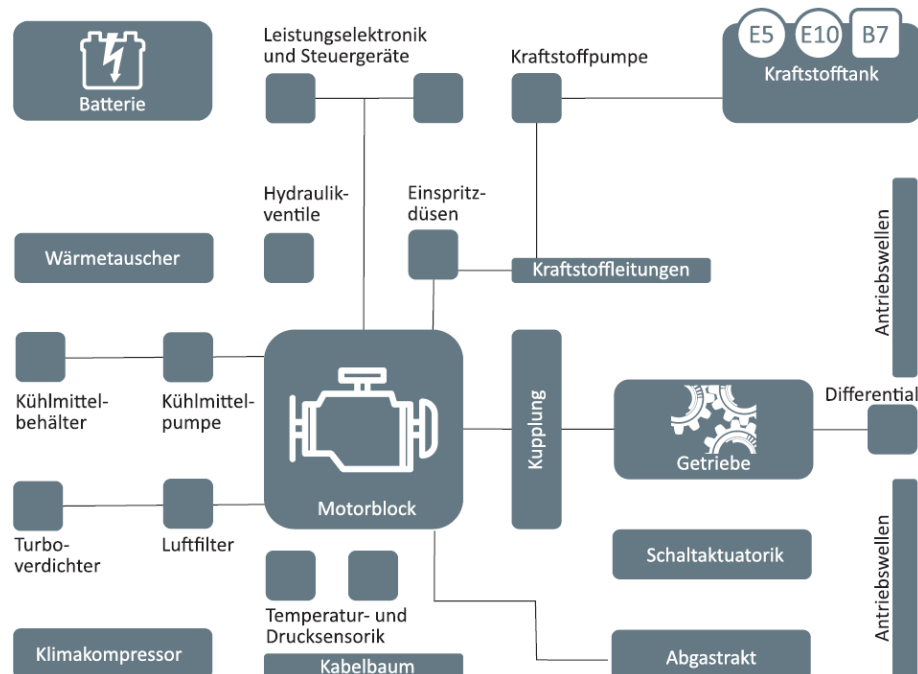 Batterie
Leistungselektronik
und Steuergeräte
Kraftstoffpumpe
E5 E10 B7
Kraftstofftank
Wärmetauscher
Hydraulik-
ventile
Einspritz-
düsen
Kraftstoffleitungen
Antriebswellen
Kühlmittel-
behälter
Kühlmittel-
pumpe
Motorblock
Kupplung
Getriebe
Differential
Turbo-
verdichter
Luftfilter
Temperatur- und
Drucksensorik
Schaltaktuatorik
Antriebswellen
Klimakompressor
Kabelbaum
Abgastrakt